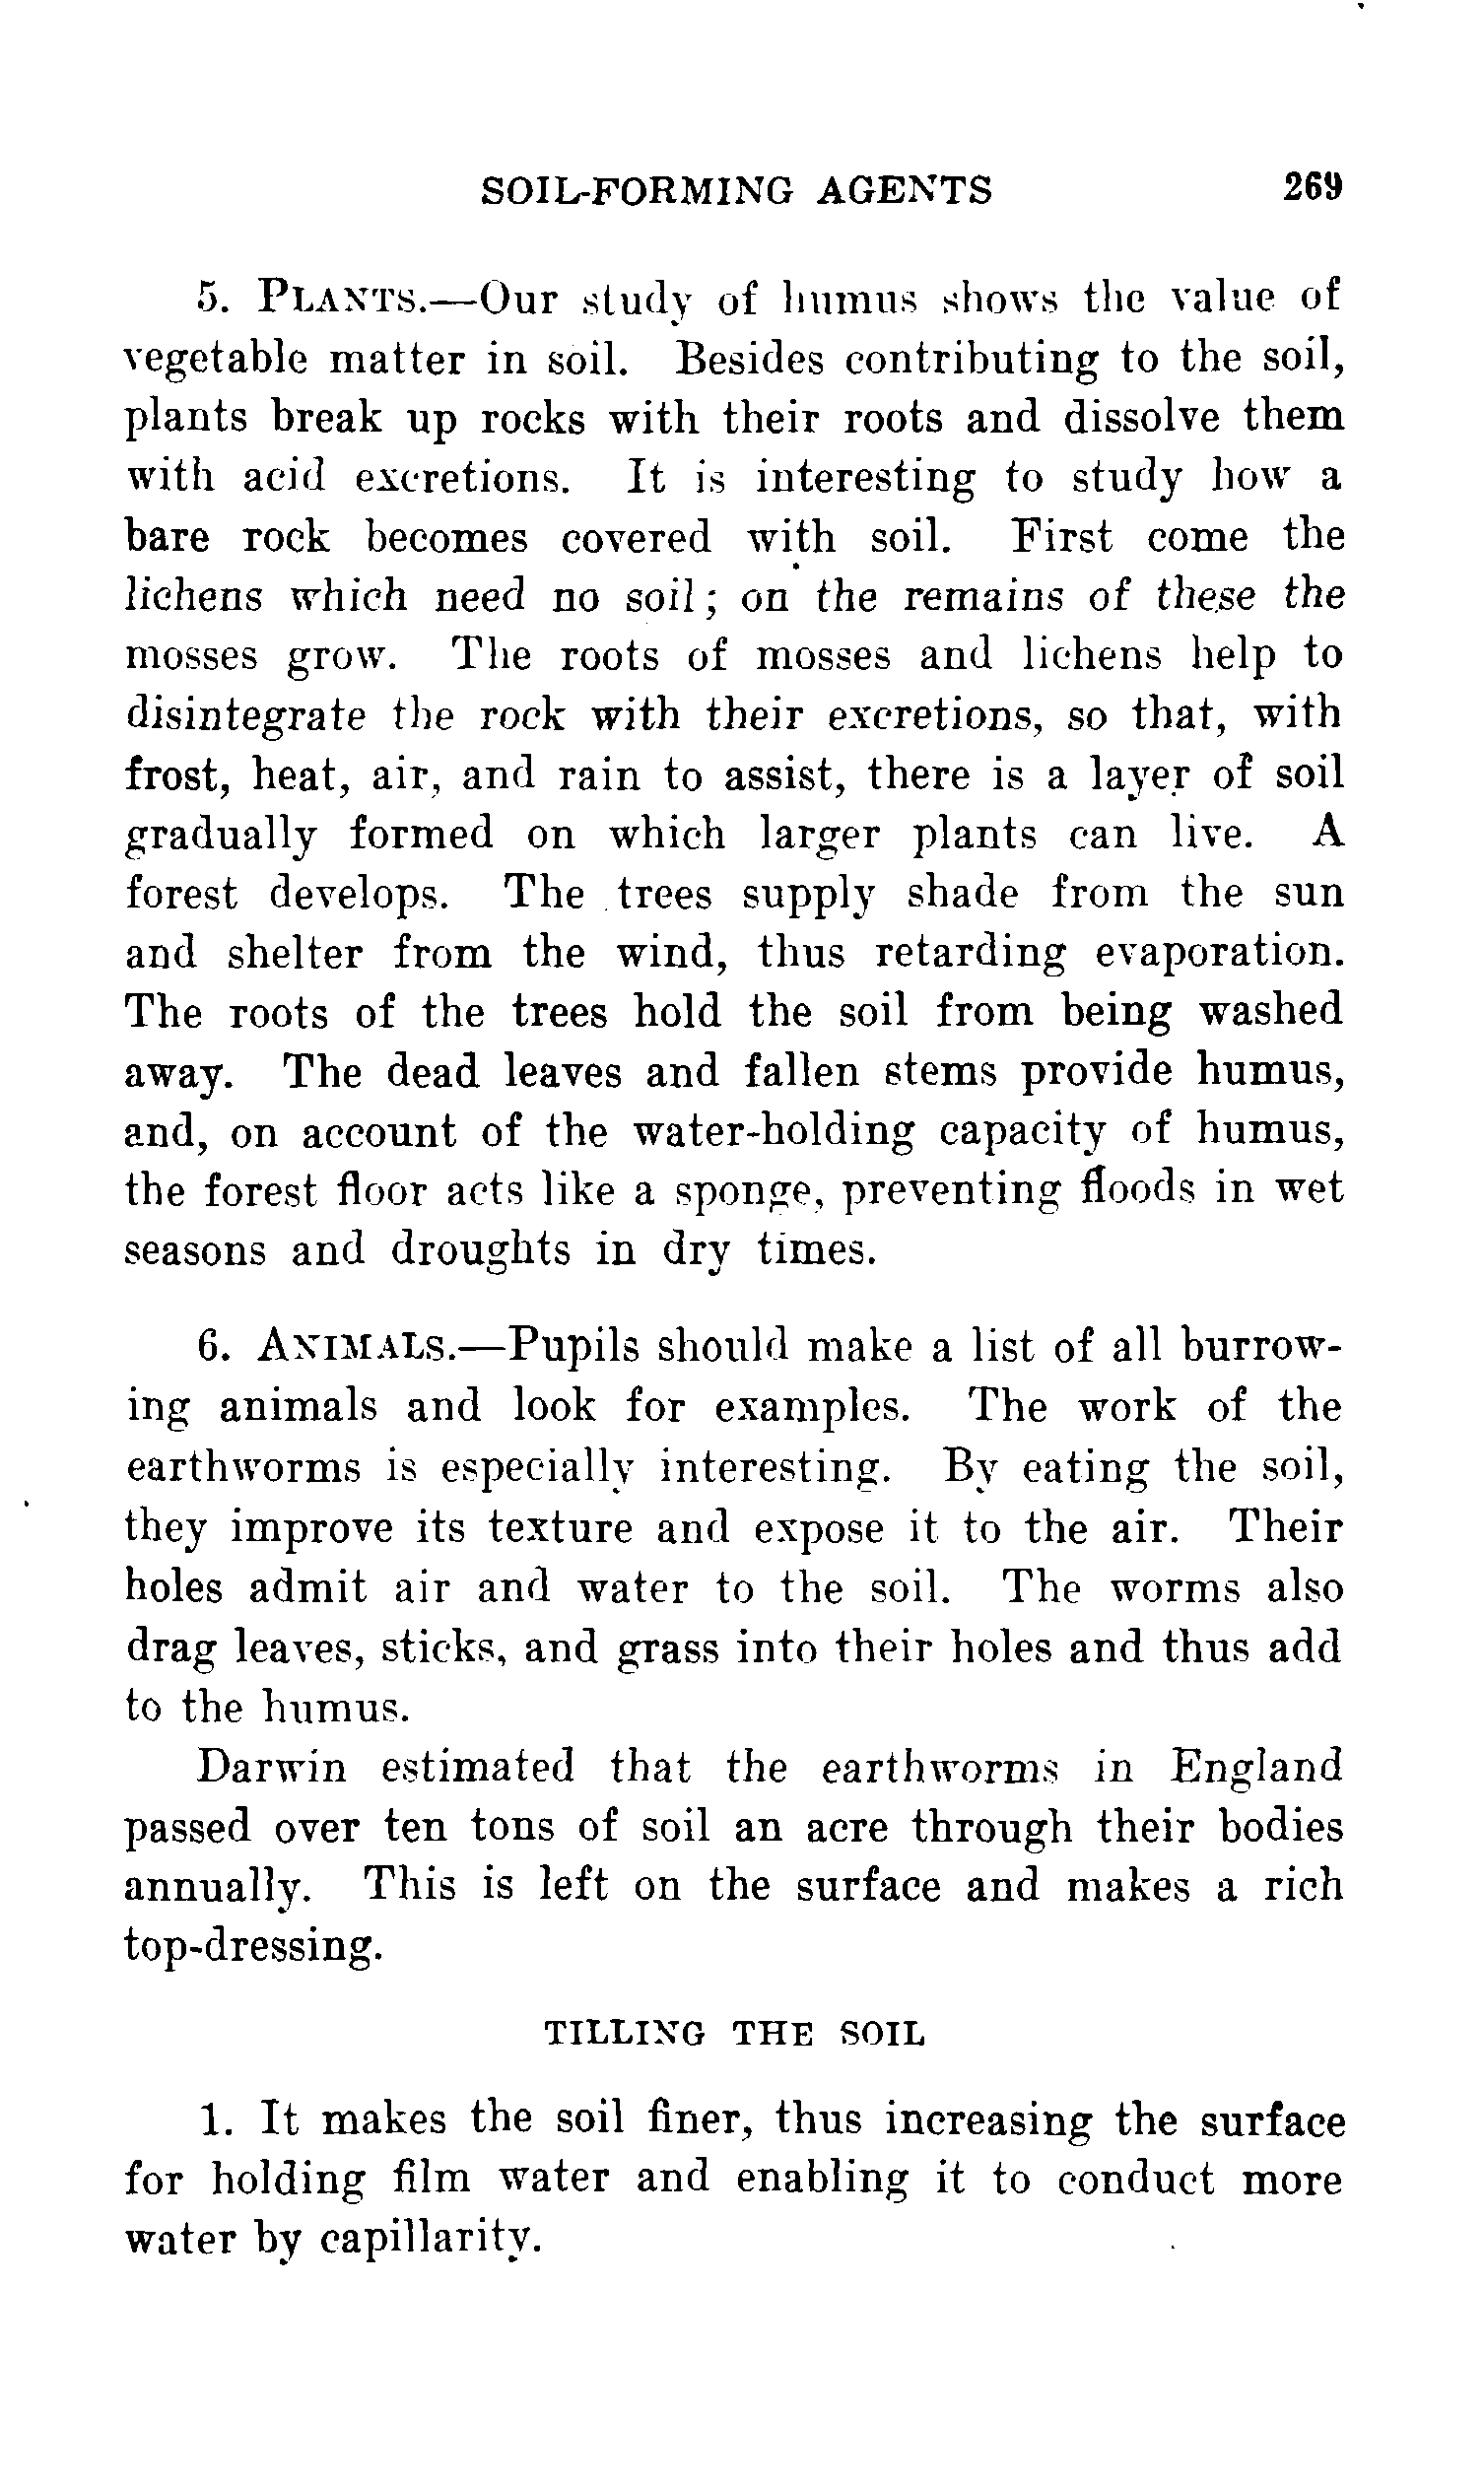 SOIL-FORMING AGENTS 269
5. PLANTS.—Our study of humus shows the value of
vegetable matter in soil. Besides contributing to the soil,
plants break up rocks with their roots and dissolve them
with acid excretions. It is interesting to study how a
bare rock becomes covered with soil. First come the
lichens which need no soil; on the remains of these the
mosses grow. The roots of mosses and lichens help to
disintegrate the rock with their excretions, so that, with
frost, heat, air, and rain to assist, there is a layer of soil
gradually formed on which larger plants can live. A
forest develops. The trees supply shade from the sun
and shelter from the wind, thus retarding evaporation.
The roots of the trees hold the soil from being washed
away. The dead leaves and fallen stems provide humus,
and, on account of the water-holding capacity of humus,
the forest floor acts like a sponge, preventing floods in wet
seasons and droughts in dry times.
6. ANIMALS.—Pupils should make a list of all burrow-
ing animals and look for examples. The work of the
earthworms is especially interesting. By eating the soil,
they improve its texture and expose it to the air. Their
holes admit air and water to the soil. The worms also
drag leaves, sticks, and grass into their holes and thus add
to the humus.
Darwin estimated that the earthworms in England
passed over ten tons of soil an acre through their bodies
annually. This is left on the surface and makes a rich
top-dressing.
TILLING THE SOIL
1. It makes the soil finer, thus increasing the surface
for holding film water and enabling it to conduct more
water by capillarity.